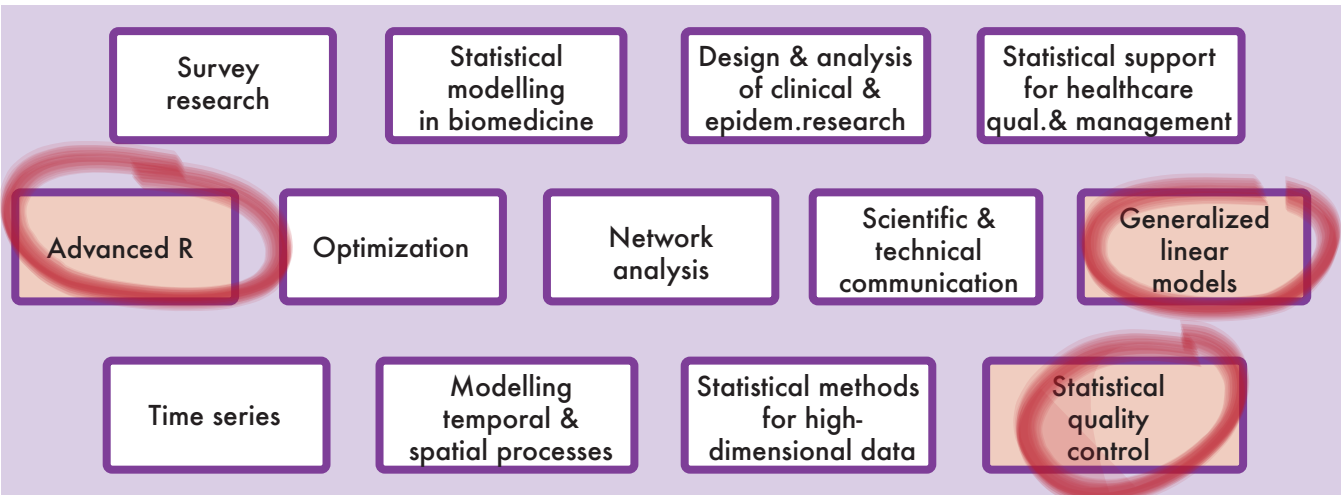 Survey
research
Statistical
modelling
in biomedicine
Design & analysis
of clinical &
epidem.research
Statistical support
for healthcare
qual.& management
Advanced R
Optimization
Network
analysis
Scientific &
technical
communication
Generalized
linear
models
Time series
Modelling
temporal &
spatial processes
Statistical methods
for high-
dimensional data
Statistical
quality
control